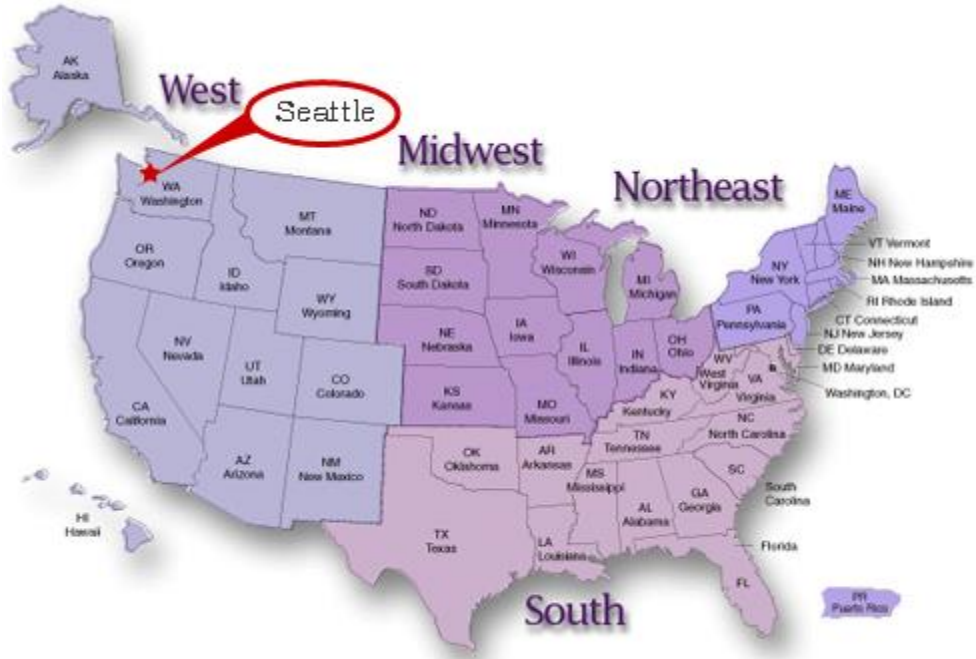 AK
Alaska
West
Seattle
Midwest
Northeast
WA
Washington
MT
Montana
ND
North Dakota
MN
Minnesota
ME
Maine
OR
Oregon
ID
Idaho
WY
Wyoming
SD
South Dakota
WI
Wisconsin
MI
Michigan
NY
New York
VT Vermont
NH New Hampshire
MA Massachusetts
RI Rhode Island
CT Connecticut
NJ New Jersey
DE Delaware
MD Maryland
Washington, DC
PA
Pennsylvania
NV
Nevada
UT
Utah
CO
Colorado
NE
Nebraska
IA
Iowa
IL
Illinois
IN
Indiana
OH
Ohio
WV
West
Virginia
VA
Virginia
CA
California
KS
Kansas
MO
Missouri
KY
Kentucky
NC
North Carolina
TN
Tennessee
AZ
Arizona
NM
New Mexico
OK
Oklahoma
AR
Arkansas
MS
Mississippi
SC
South
Carolina
AL
Alabama
GA
Georgia
HI
Hawaii
TX
Texas
LA
Louisiana
Florida
FL
South
PR
Puerto Rico